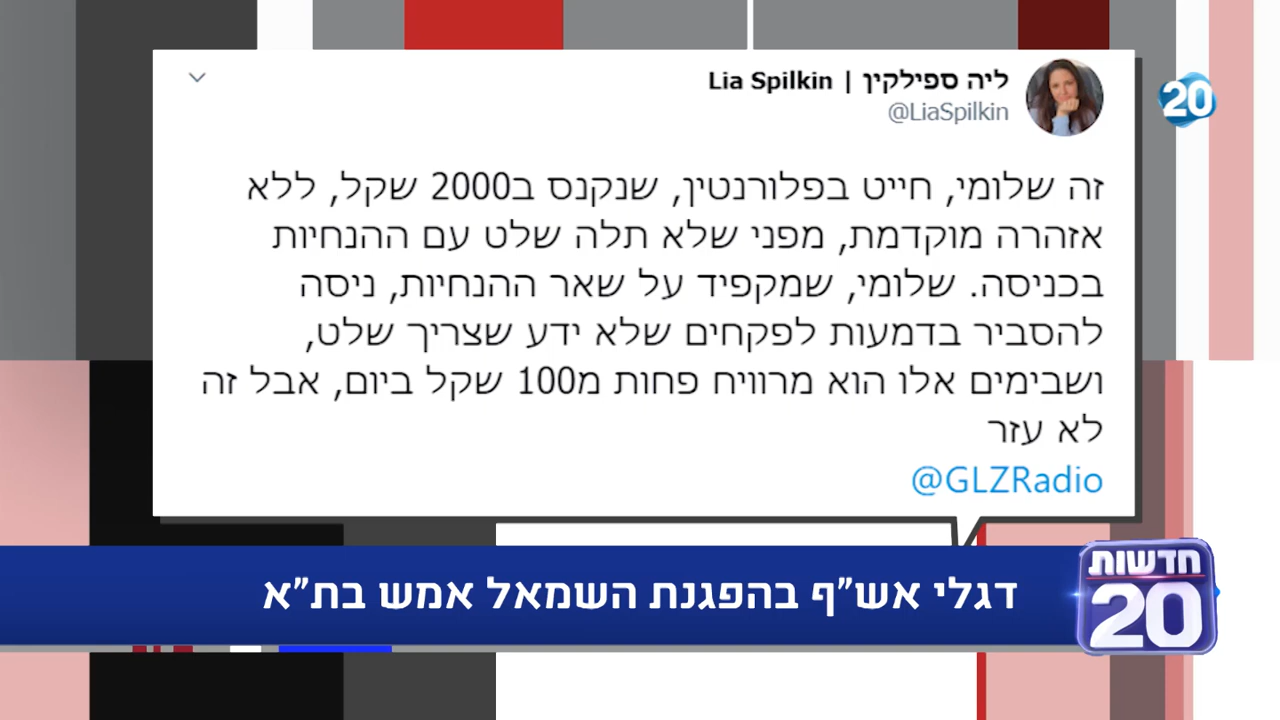 ליה ספילקין | Lia Spilkin
@LiaSpilkin
20
זה שלומי, חייט בפלורנטין, שנקנס ב2000 שקל, ללא
אזהרה מוקדמת, מפני שלא תלה שלט עם ההנחיות
בכניסה. שלומי, שמקפיד על שאר ההנחיות, ניסה
להסביר בדמעות לפקחים שלא ידע שצריך שלט,
ושבימים אלו הוא מרוויח פחות מ100 שקל ביום, אבל זה
לא עזר
@GLZRadio
דגלי אש"ף בהפגנת השמאל אמש בת"א
חדשות
20